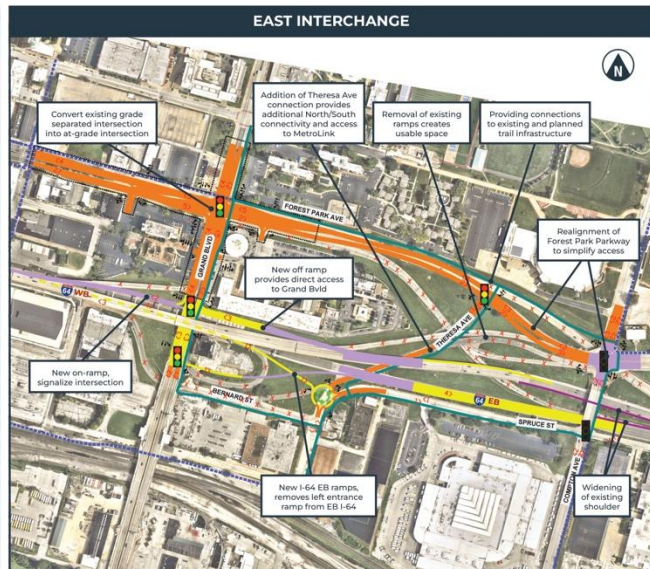 EAST INTERCHANGE
N
Convert existing grade
separated intersection
into at-grade intersection
Addition of Theresa Ave
connection provides
additional North/South
connectivity and access
to MetroLink
Removal of existing
ramps creates
usable space
Providing connections
to existing and planned
trail infrastructure
FOREST PARK AVE
Realignment of
Forest Park Parkway
to simplify access
GRAND BLVD
New off ramp
provides direct access
to Grand Bvld
64 WB
THERESA AVE
New on-ramp,
signalize intersection
BERNARD ST
64 EB
SPRUCE ST
COMPTON AVE
New I-64 EB ramps,
removes left entrance
ramp from EB I-64
Widening
of existing
shoulder